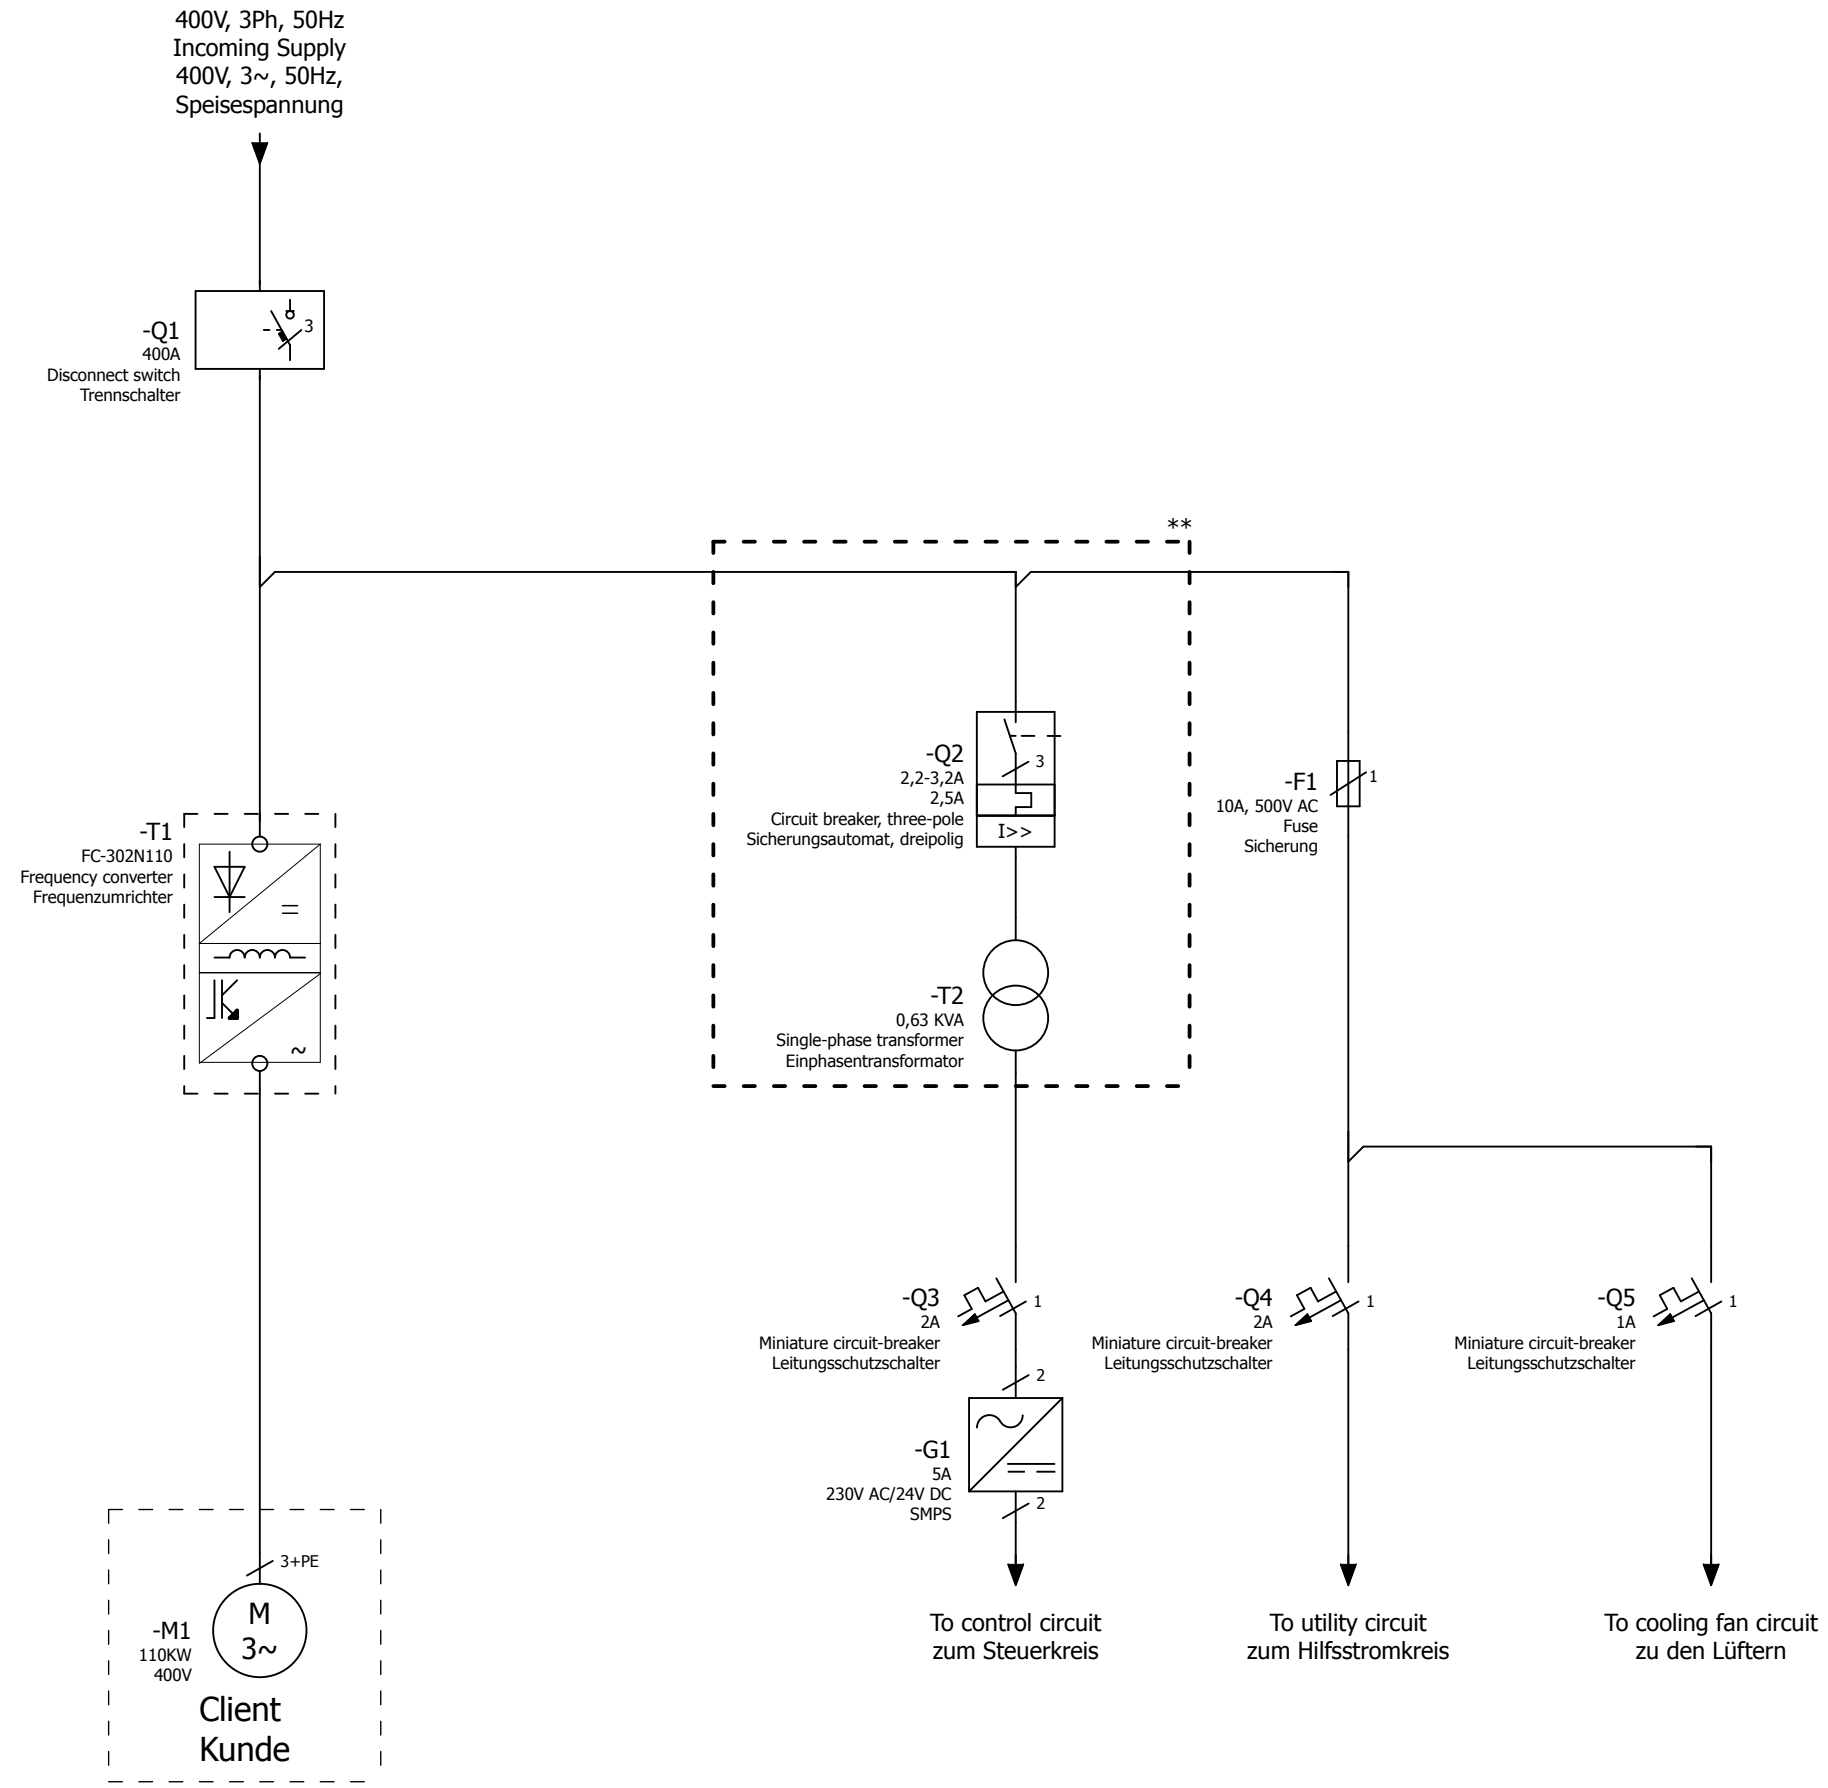 400V, 3Ph, 50Hz
Incoming Supply
400V, 3~, 50Hz,
Speisespannung
-Q1
400A
Disconnect switch
Trennschalter
3
**
-Q2
2,2-3,2A
2,5A
Circuit breaker, three-pole
Sicherungsautomat, dreipolig
3
I>>
-F1
10A, 500V AC
Fuse
Sicherung
1
-T1
FC-302N110
Frequency converter
Frequenzumrichter
=
~
-T2
0,63 KVA
Single-phase transformer
Einphasentransformator
-Q3
2A
Miniature circuit-breaker
Leitungsschutzschalter
1
-Q4
2A
Miniature circuit-breaker
Leitungsschutzschalter
1
-Q5
1A
Miniature circuit-breaker
Leitungsschutzschalter
1
2
-G1
5A
230V AC/24V DC
SMPS
2
3+PE
-M1
110KW
400V
M
3~
Client
Kunde
To control circuit
zum Steuerkreis
To utility circuit
zum Hilfsstromkreis
To cooling fan circuit
zu den Lüftern